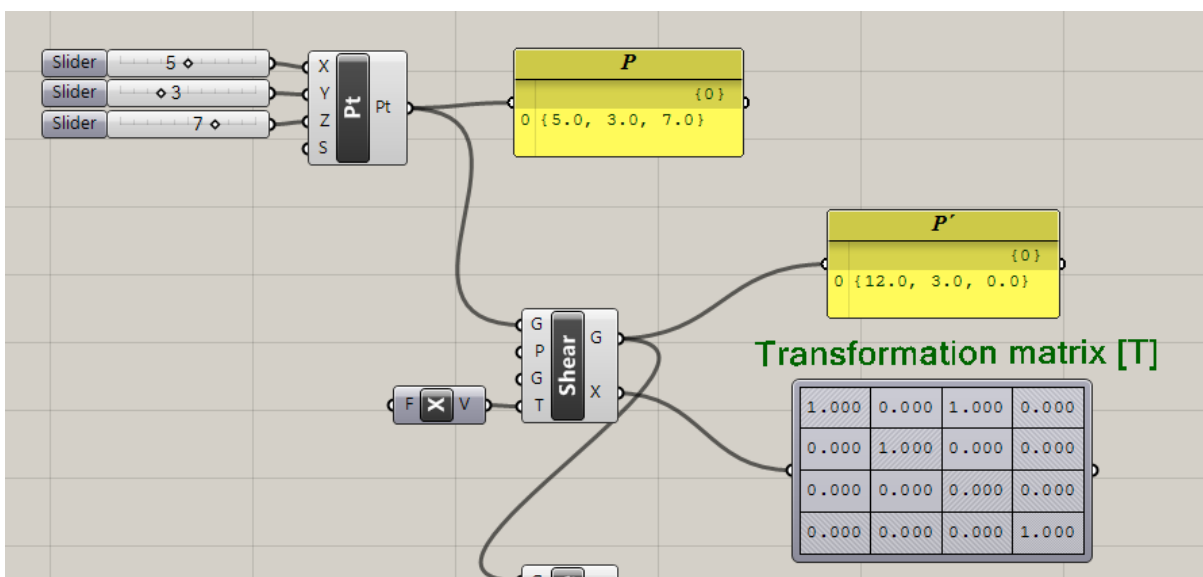 Slider 5
Slider 3
Slider 7
X
Y
Z
S
Pt
Pt
P
{0}
0 {5.0, 3.0, 7.0}
P´
{0}
0 {12.0, 3.0, 0.0}
G
P
G
T
Shear
G
X
F X V
Transformation matrix [T]
1.000 0.000 1.000 0.000
0.000 1.000 0.000 0.000
0.000 0.000 0.000 0.000
0.000 0.000 0.000 1.000